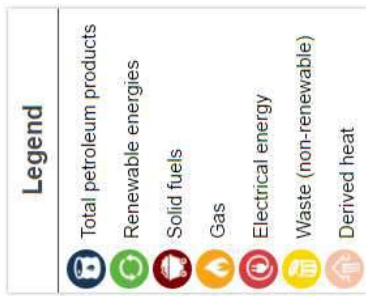 Legend
Total petroleum products
Renewable energies
Solid fuels
Gas
Electrical energy
Waste (non-renewable)
Derived heat